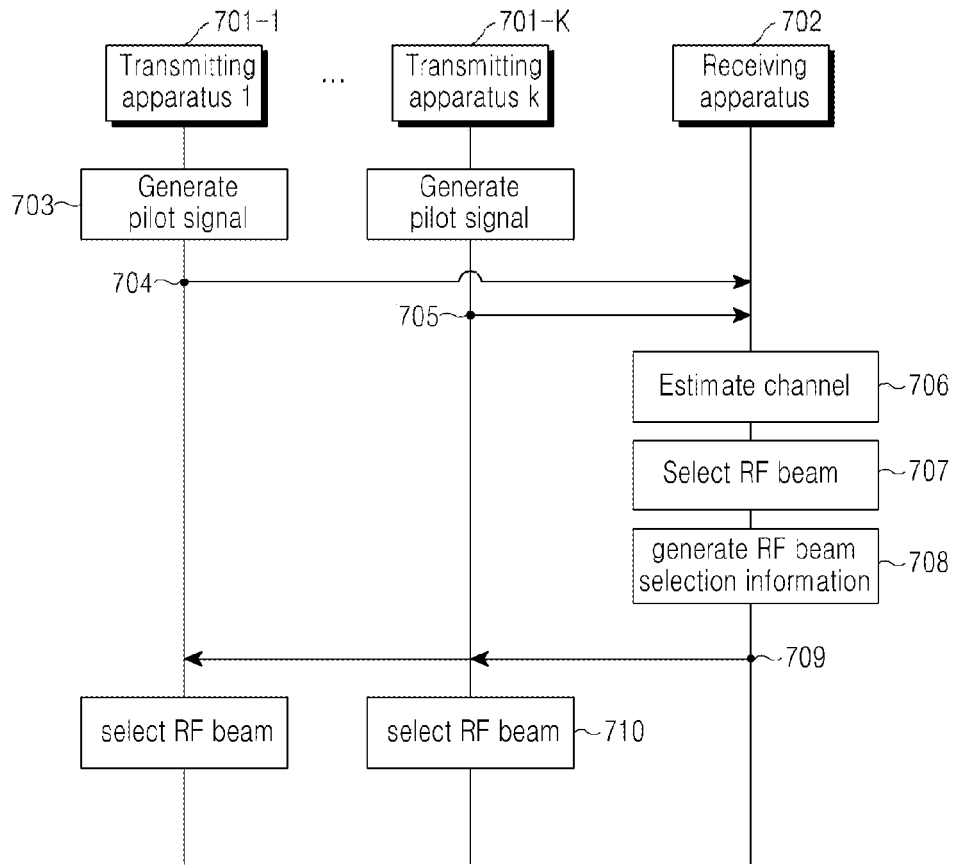 701-1
701-K
702
Transmitting
apparatus 1
...
Transmitting
apparatus k
Receiving
apparatus
703
Generate
pilot signal
Generate
pilot signal
704
705
Estimate channel
706
Select RF beam
707
generate RF beam
selection information
708
709
select RF beam
select RF beam
710